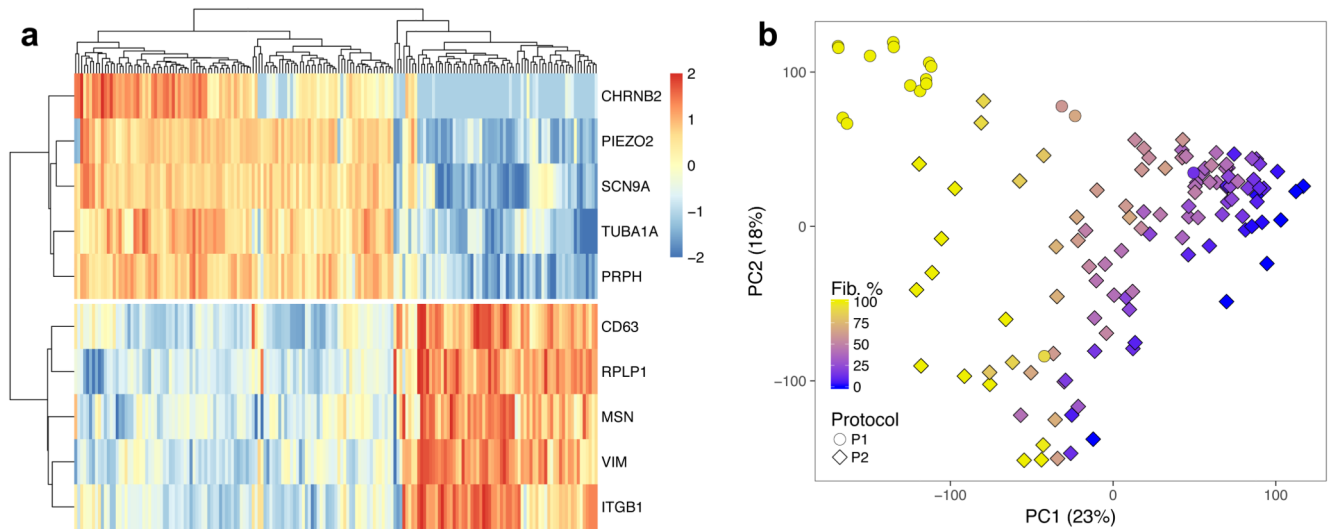 a
2
1
0
−1
−2
CHRNB2
PIEZO2
SCN9A
TUBA1A
PRPH
CD63
RPLP1
MSN
VIM
ITGB1
b
PC2 (18%)
100
0
−100
Fib. %
100
75
50
25
0
Protocol
P1
P2
−100
0
100
PC1 (23%)